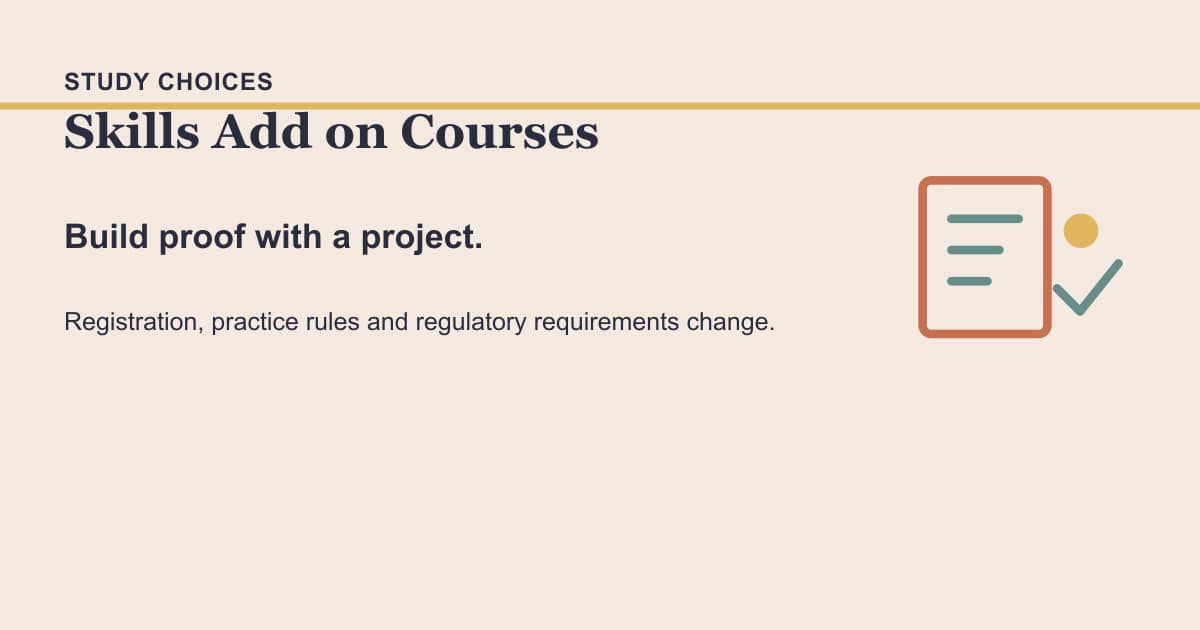 STUDY CHOICES
Skills Add on Courses
Build proof with a project.
Registration, practice rules and regulatory requirements change.